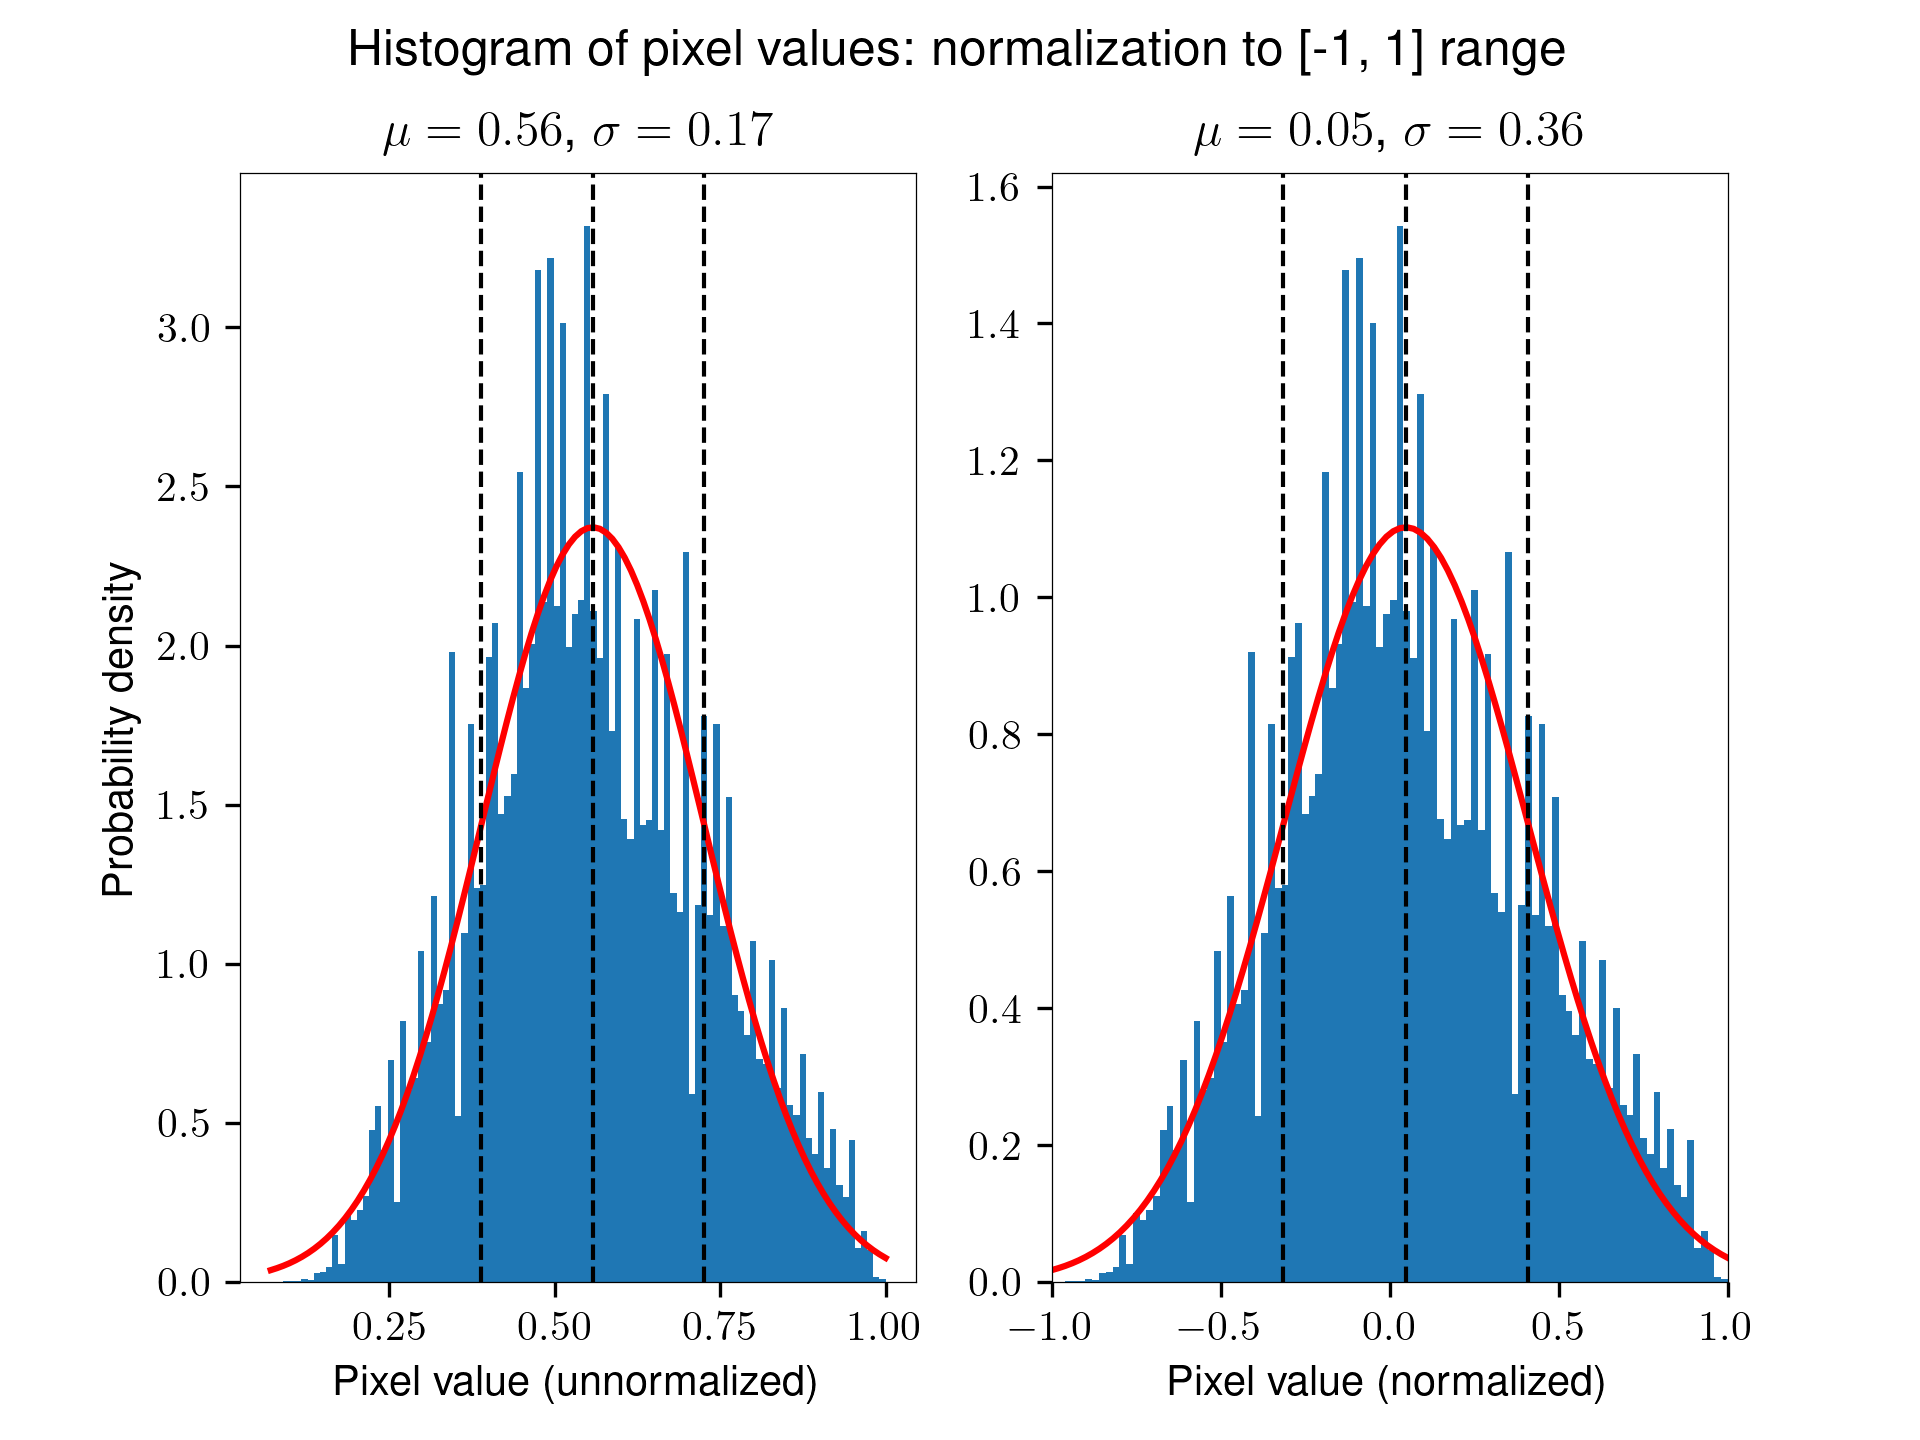 Histogram of pixel values: normalization to [-1, 1] range
μ = 0.56, σ = 0.17
μ = 0.05, σ = 0.36
Probability density
3.0
2.5
2.0
1.5
1.0
0.5
0.0
0.25 0.50 0.75 1.00
Pixel value (unnormalized)
1.6
1.4
1.2
1.0
0.8
0.6
0.4
0.2
0.0
−1.0 −0.5 0.0 0.5 1.0
Pixel value (normalized)